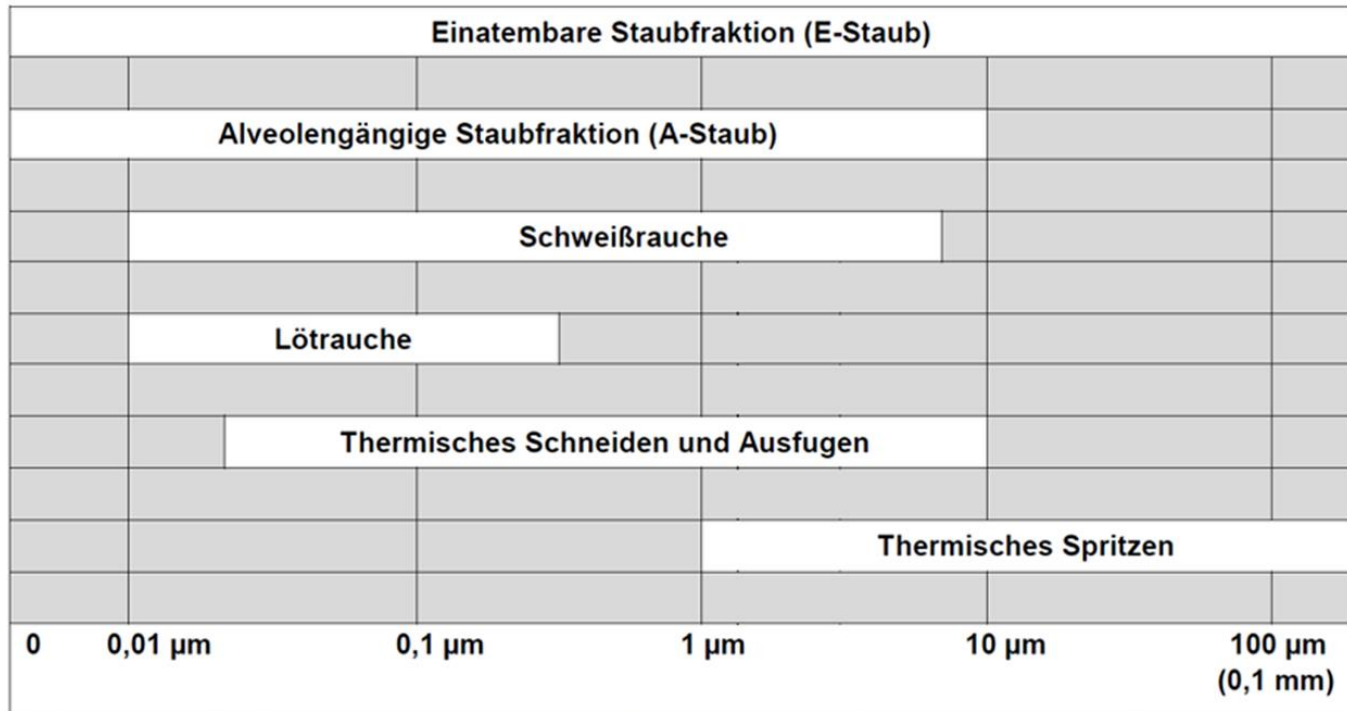 Einatembare Staubfraktion (E-Staub)
Alveolengängige Staubfraktion (A-Staub)
Schweißrauche
Lötrauche
Thermisches Schneiden und Ausfugen
Thermisches Spritzen
0 0,01 µm 0,1 µm 1 µm 10 µm 100 µm
(0,1 mm)